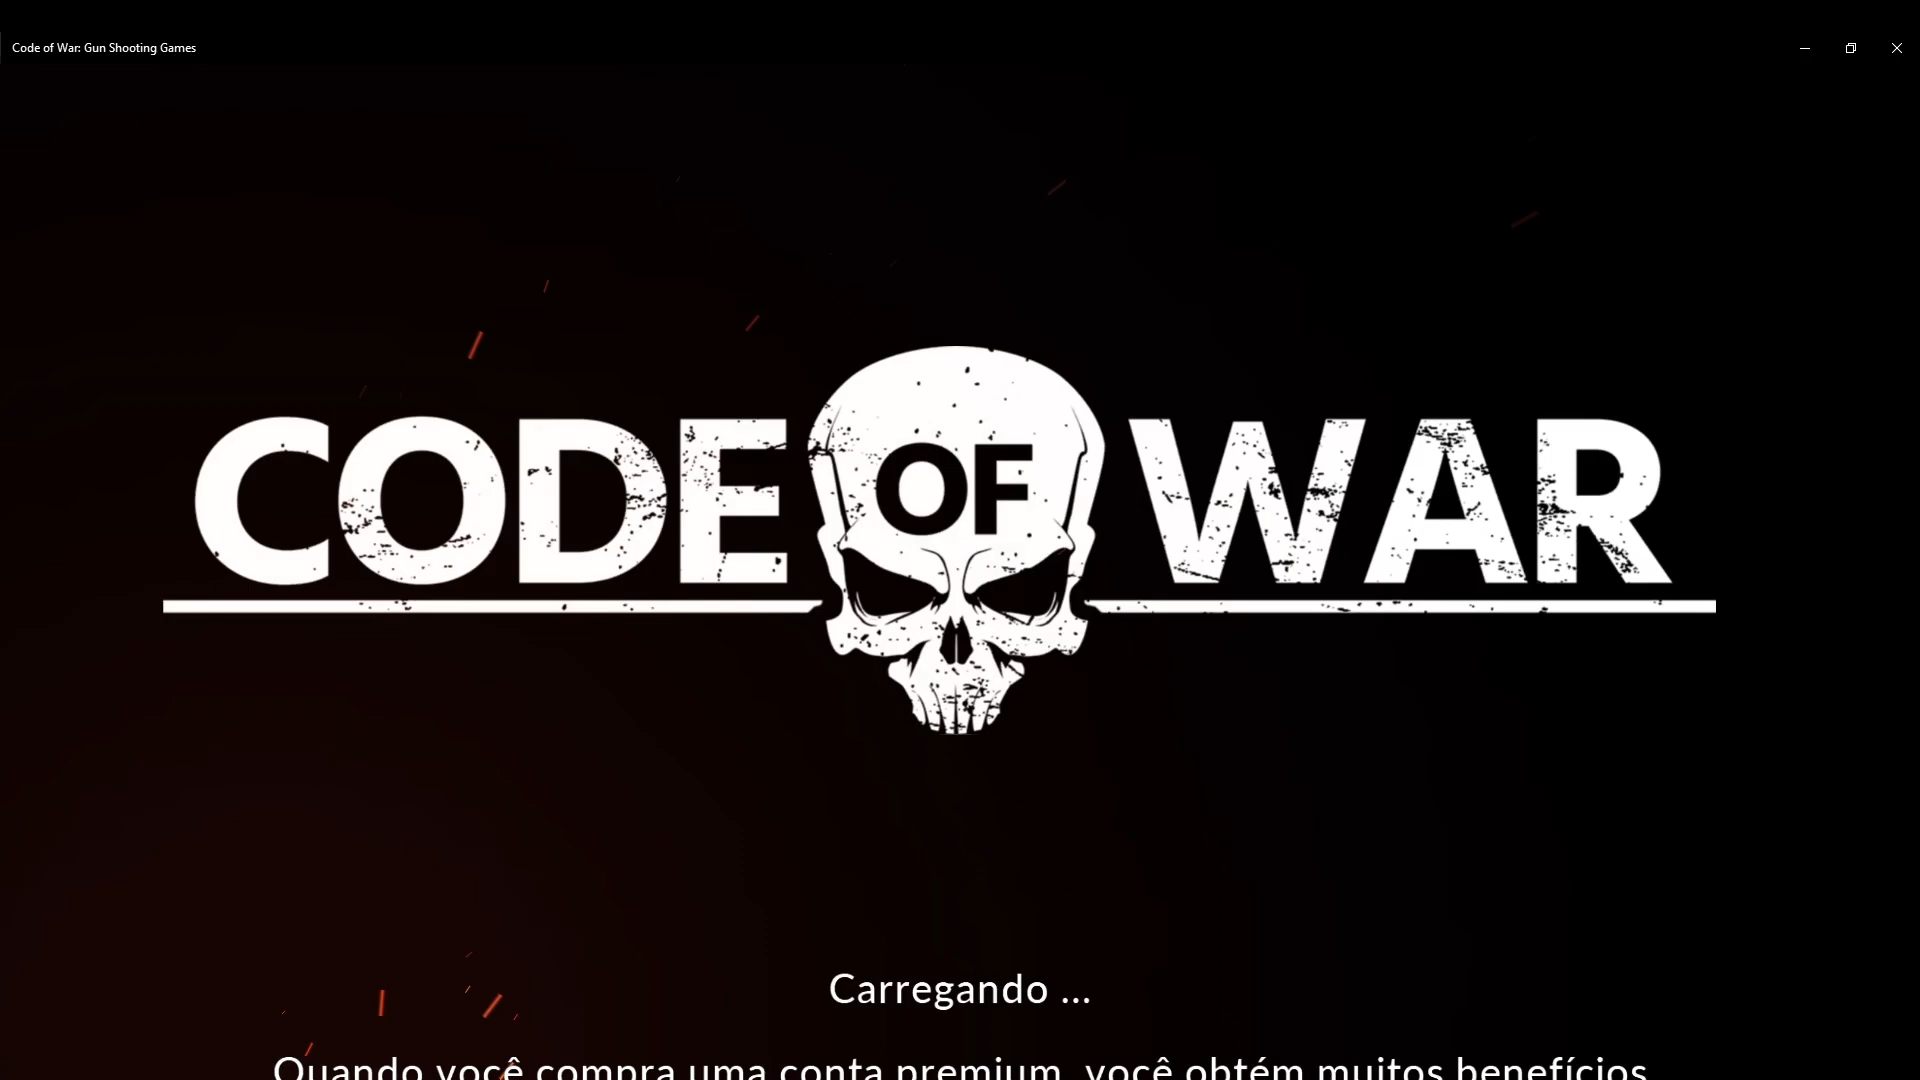 Code of War: Gun Shooting Games
CODE OF WAR
Carregando ...
Quando você compra uma conta premium, você obtém muitos benefícios